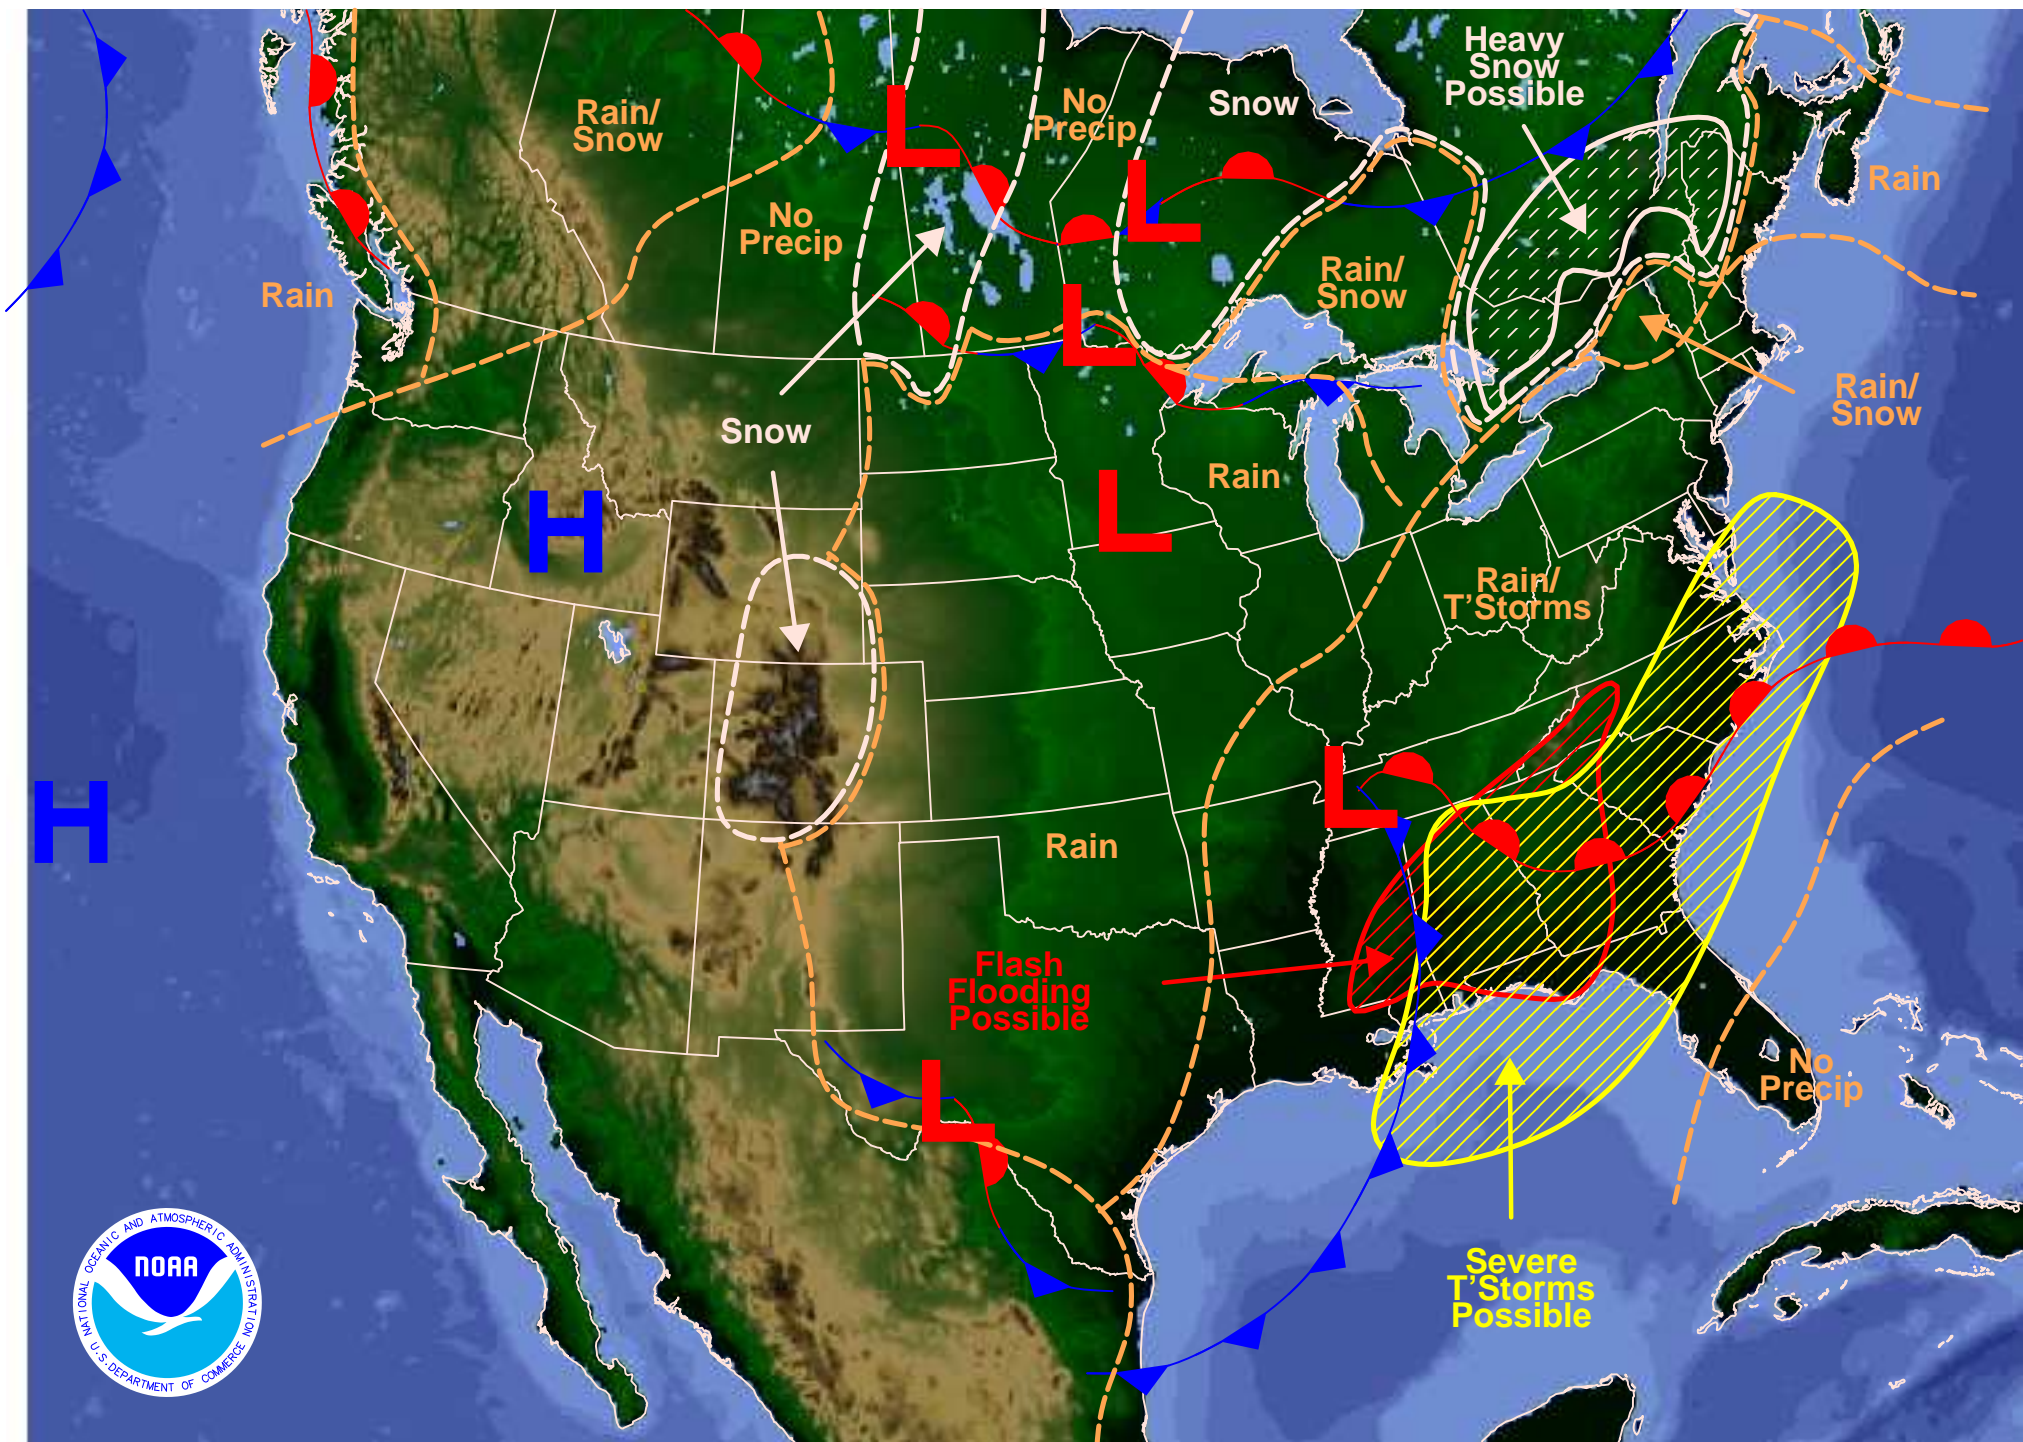 Heavy
Snow
Possible
Rain/
Snow
No
Precip
Snow
Rain
No
Precip
Rain/
Snow
Rain
Rain/
Snow
Snow
Rain
Rain/
T'Storms
Rain
Flash
Flooding
Possible
No
Precip
Severe
T'Storms
Possible
L
L
L
H
L
H
L
L
NATIONAL OCEANIC AND ATMOSPHERIC ADMINISTRATION
NOAA
U.S. DEPARTMENT OF COMMERCE